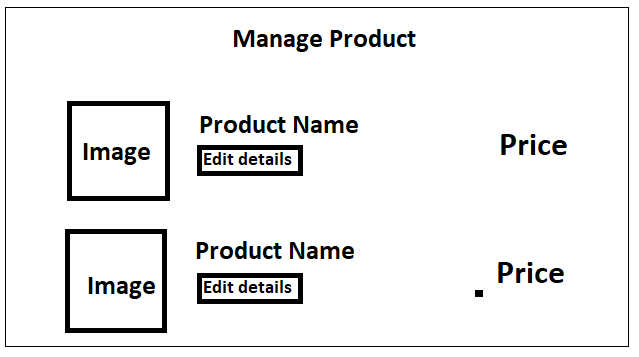 Manage Product
Product Name
Image
Price
Edit details
Product Name
Image
Price
Edit details